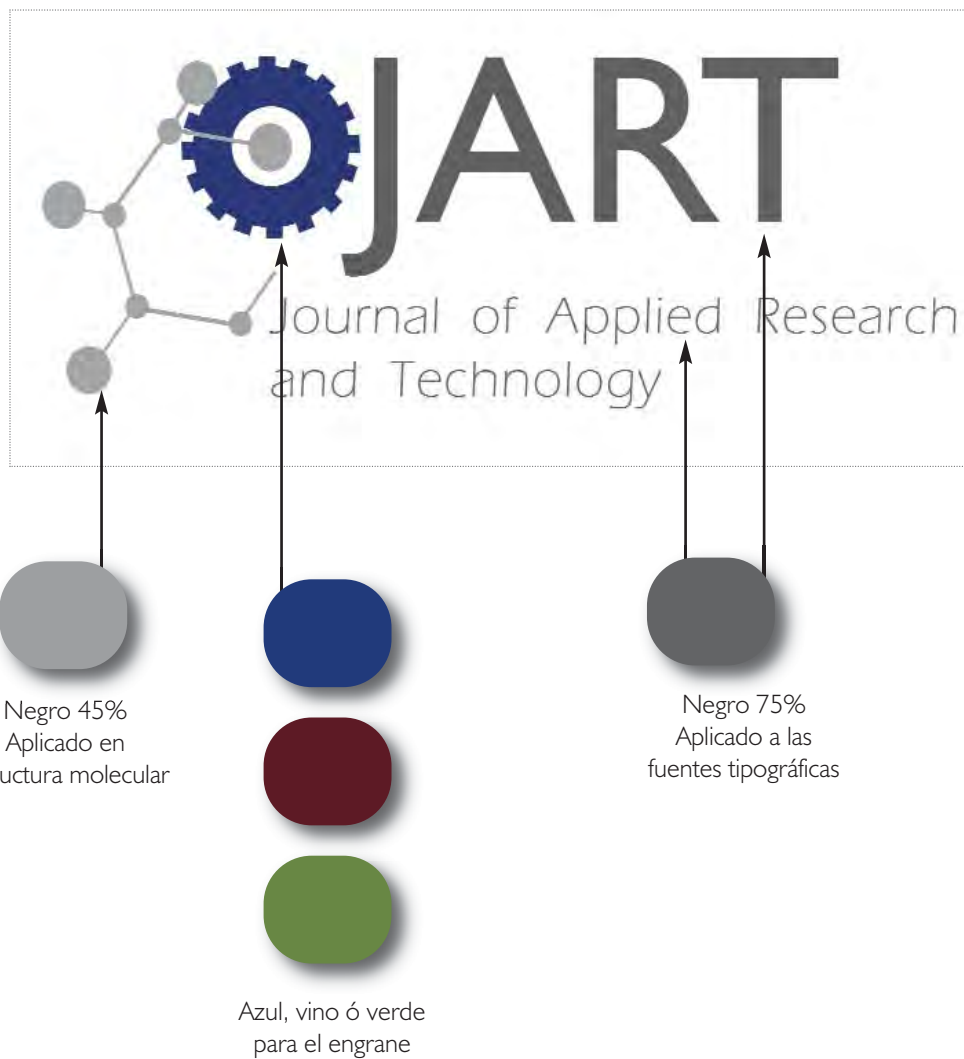 JART
Journal of Applied Research
and Technology
Negro 45%
Aplicado en
uctura molecular
Negro 75%
Aplicado a las
fuentes tipográficas
Azul, vino ó verde
para el engrane